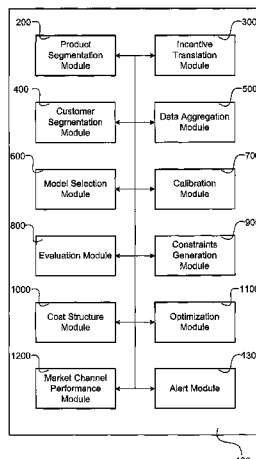 200
300
Product
Segmentation
Module
Incentive
Translation
Module
400
500
Customer
Segmentation
Module
Data Aggregation
Module
600
700
Model Selection
Module
Calibration
Module
800
900
Evaluation Module
Constraints
Generation
Module
1000
1100
Cost Structure
Module
Optimization
Module
1200
430
Market Channel
Performance
Module
Alert Module